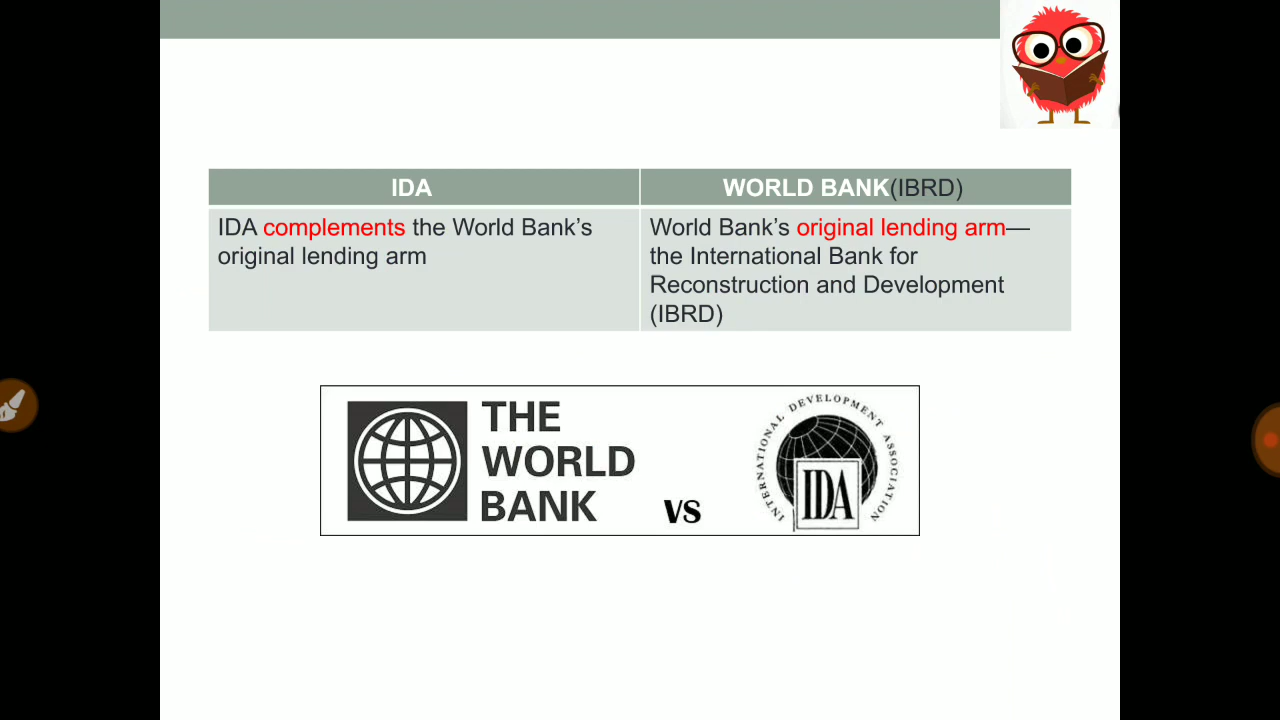 IDA
WORLD BANK(IBRD)
IDA complements the World Bank’s
original lending arm
World Bank’s original lending arm—
the International Bank for
Reconstruction and Development
(IBRD)
THE
WORLD
BANK
VS
INTERNATIONAL DEVELOPMENT ASSOCIATION
IDA